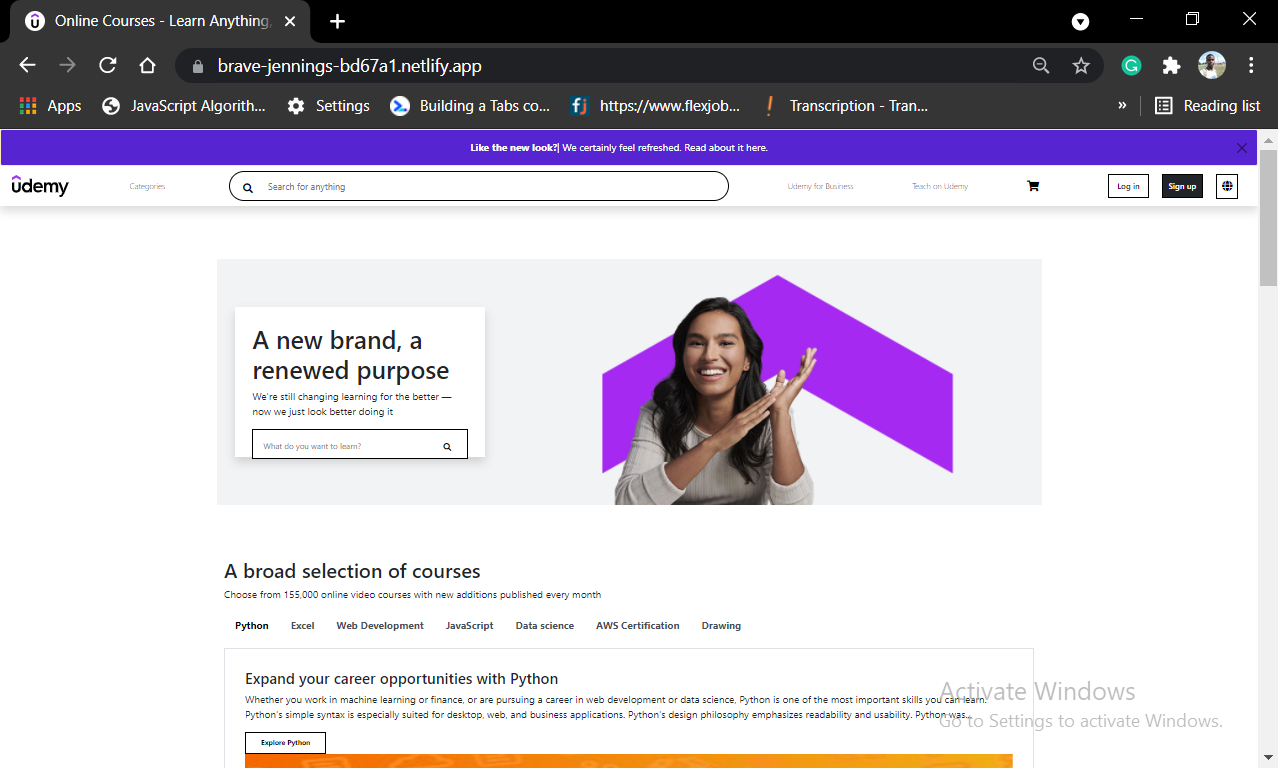 Online Courses - Learn Anything,
brave-jennings-bd67a1.netlify.app
Apps JavaScript Algorith... Settings Building a Tabs co... https://www.flexjob... Transcription - Tran... » Reading list
Like the new look?| We certainly feel refreshed. Read about it here.
ûdemy Categories Search for anything Udemy for Business Teach on Udemy Log in Sign up
A new brand, a
renewed purpose
We're still changing learning for the better —
now we just look better doing it
What do you want to learn?
A broad selection of courses
Choose from 155,000 online video courses with new additions published every month
Python Excel Web Development JavaScript Data science AWS Certification Drawing
Expand your career opportunities with Python
Whether you work in machine learning or finance, or are pursuing a career in web development or data science, Python is one of the most important skills you can learn.
Python's simple syntax is especially suited for desktop, web, and business applications. Python's design philosophy emphasizes readability and usability. Python was...
Explore Python
Activate Windows
Go to Settings to activate Windows.